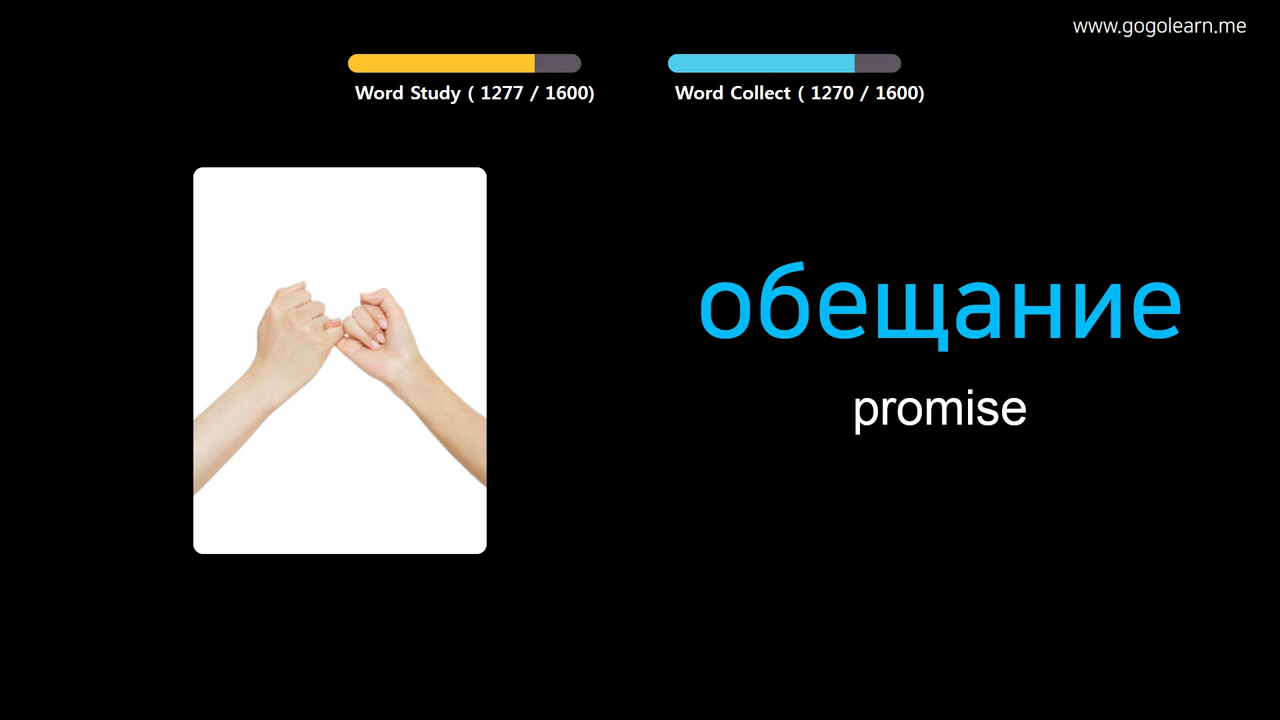 www.gogolearn.me
Word Study ( 1277 / 1600)
Word Collect ( 1270 / 1600)
обещание
promise